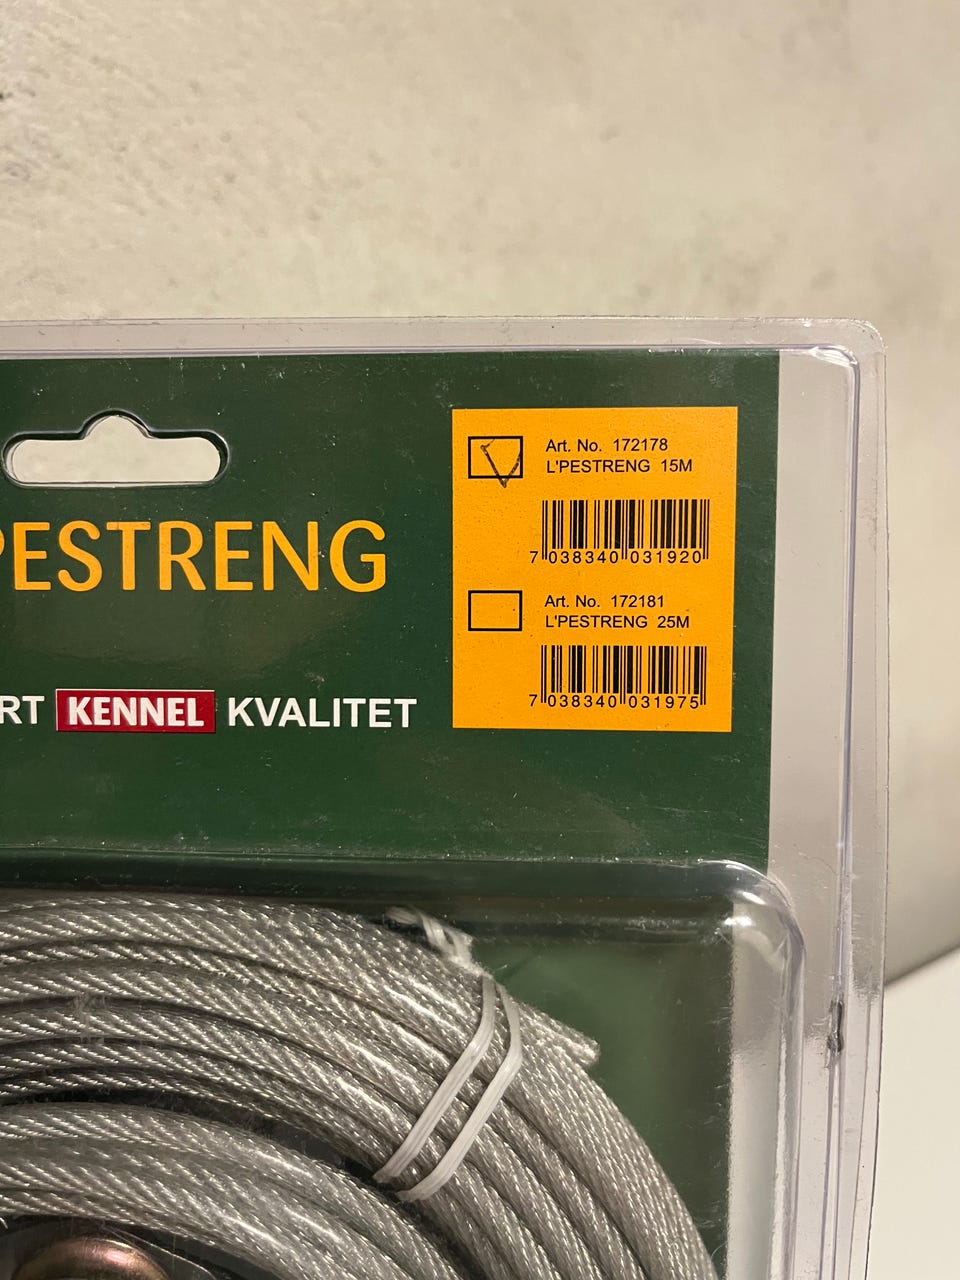 PESTRENG
RT KENNEL KVALITET
Art. No. 172178
L'PESTRENG 15M
7 038340 031920
Art. No. 172181
L'PESTRENG 25M
7 038340 031975